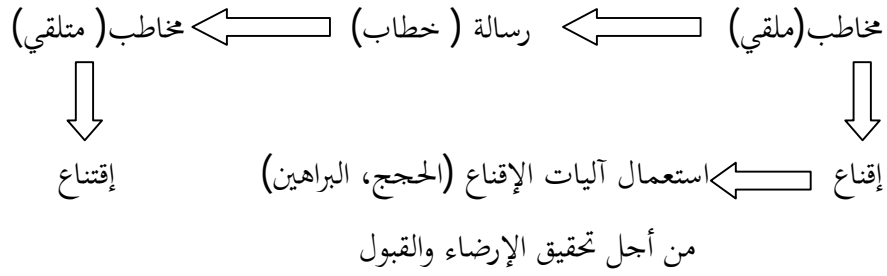 مخاطب(ملقي) رسالة ( خطاب) مخاطب( متلقي)
إقناع استعمال آليات الإقناع (الحجج، البراهين) إقتناع
من أجل تحقيق الإرضاء والقبول